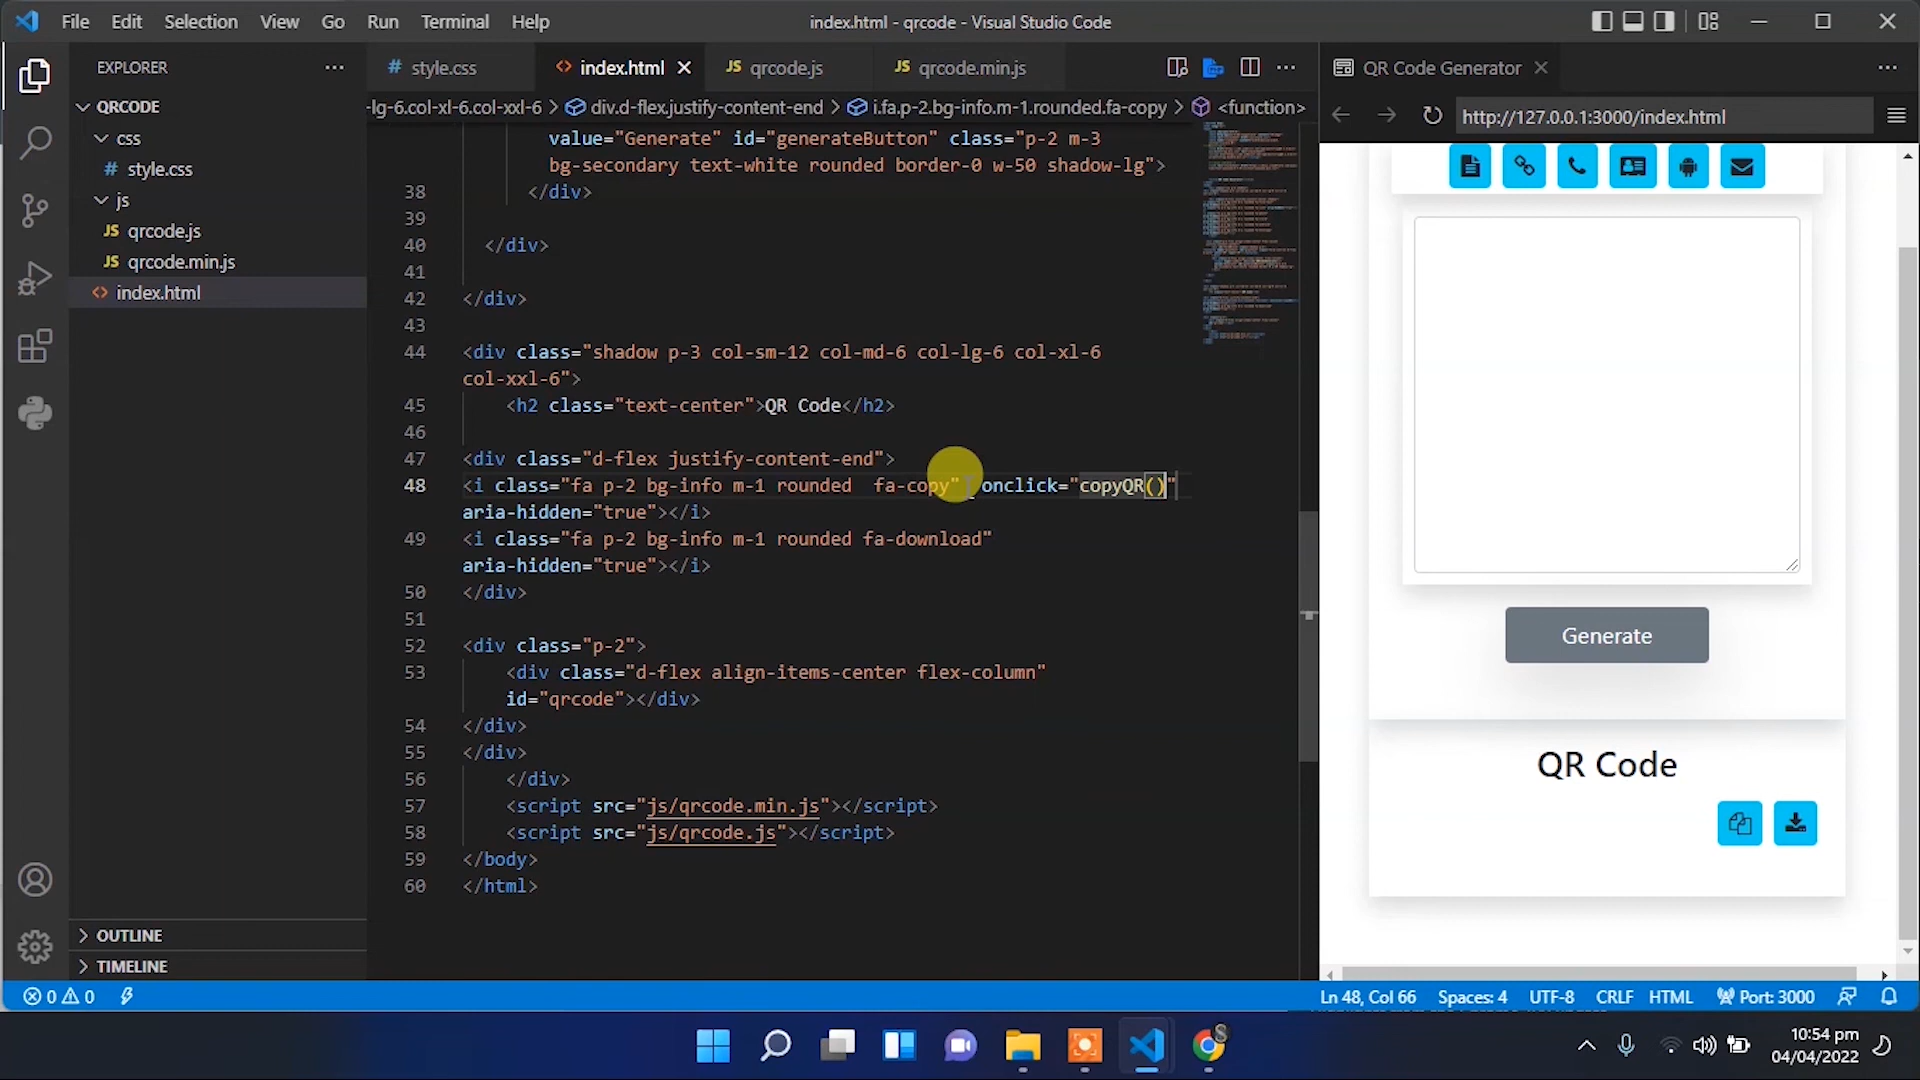 File Edit Selection View Go Run Terminal Help
index.html - qrcode - Visual Studio Code
EXPLORER
QRCODE
css
# style.css
js
JS qrcode.js
JS qrcode.min.js
<> index.html
OUTLINE
TIMELINE
# style.css
<> index.html
JS qrcode.js
JS qrcode.min.js
-lg-6.col-xl-6.col-xxl-6 > div.d-flex.justify-content-end > i.fa.p-2.bg-info.m-1.rounded.fa-copy > <function>
value="Generate" id="generateButton" class="p-2 m-3
bg-secondary text-white rounded border-0 w-50 shadow-lg">
38 </div>
39
40 </div>
41
42 </div>
43
44 <div class="shadow p-3 col-sm-12 col-md-6 col-lg-6 col-xl-6
col-xxl-6">
45 <h2 class="text-center">QR Code</h2>
46
47 <div class="d-flex justify-content-end">
48 <i class="fa p-2 bg-info m-1 rounded  fa-copy" onclick="copyQR()"
aria-hidden="true"></i>
49 <i class="fa p-2 bg-info m-1 rounded fa-download"
aria-hidden="true"></i>
50 </div>
51
52 <div class="p-2">
53 <div class="d-flex align-items-center flex-column"
id="qrcode"></div>
54 </div>
55 </div>
56 </div>
57 <script src="js/qrcode.min.js"></script>
58 <script src="js/qrcode.js"></script>
59 </body>
60 </html>
QR Code Generator
http://127.0.0.1:3000/index.html
Generate
QR Code
0 0
Ln 48, Col 66 Spaces: 4 UTF-8 CRLF HTML Port: 3000
10:54 pm
04/04/2022